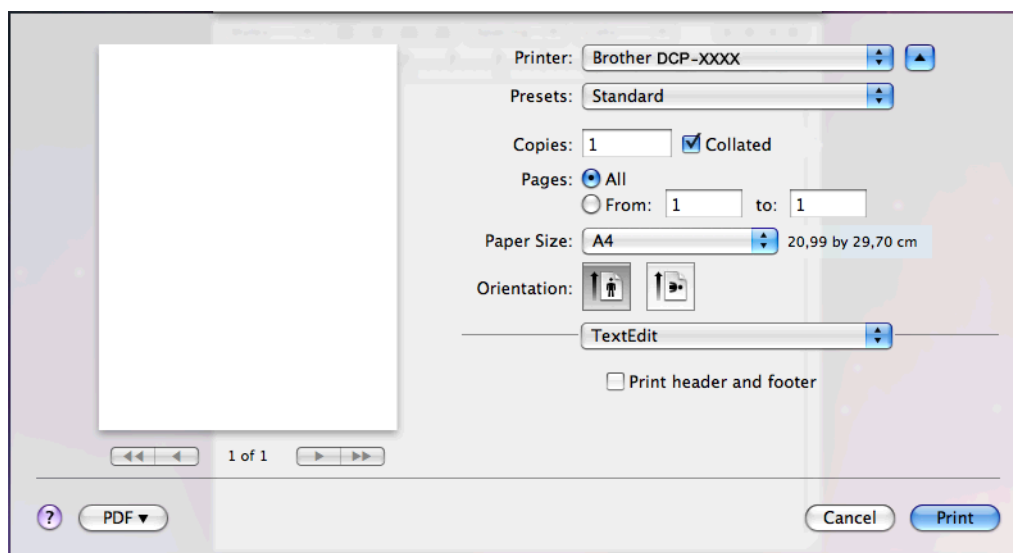 Printer: Brother DCP-XXXX
Presets: Standard
Copies: 1 Collated
Pages: All
From: 1 to: 1
Paper Size: A4 20,99 by 29,70 cm
Orientation:
TextEdit
Print header and footer
1 of 1
? PDF Cancel Print